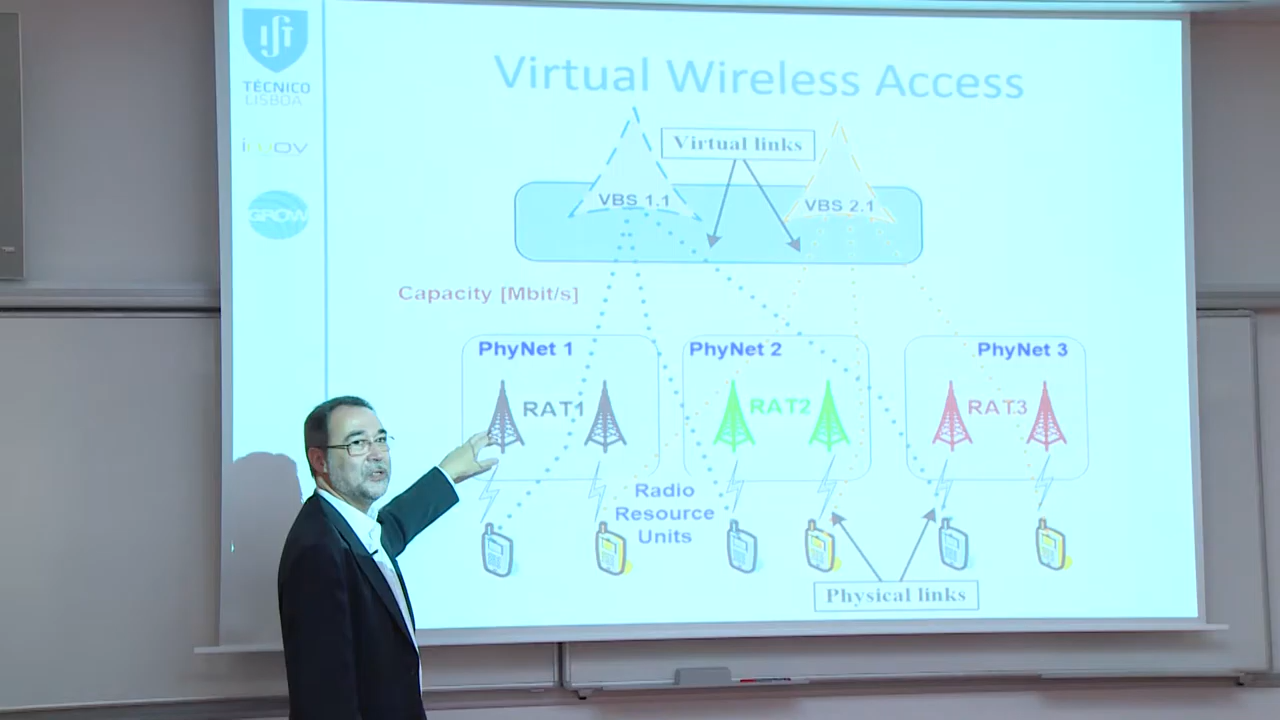 TÉCNICO
LISBOA
inov
GROW
Virtual Wireless Access
Virtual links
VBS 1.1
VBS 2.1
Capacity [Mbit/s]
PhyNet 1
PhyNet 2
PhyNet 3
RAT1
RAT2
RAT3
Radio
Resource
Units
Physical links